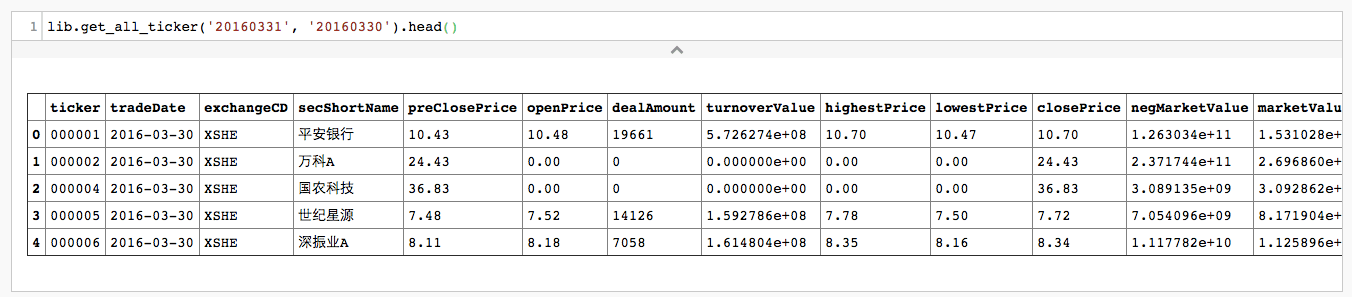 1 lib.get_all_ticker('20160331', '20160330').head()
ticker tradeDate exchangeCD secShortName preClosePrice openPrice dealAmount turnoverValue highestPrice lowestPrice closePrice negMarketValue marketValu
0 000001 2016-03-30 XSHE 平安银行 10.43 10.48 19661 5.726274e+08 10.70 10.47 10.70 1.263034e+11 1.531028e+
1 000002 2016-03-30 XSHE 万科A 24.43 0.00 0 0.000000e+00 0.00 0.00 24.43 2.371744e+11 2.696860e+
2 000004 2016-03-30 XSHE 国农科技 36.83 0.00 0 0.000000e+00 0.00 0.00 36.83 3.089135e+09 3.092862e+
3 000005 2016-03-30 XSHE 世纪星源 7.48 7.52 14126 1.592786e+08 7.78 7.50 7.72 7.054096e+09 8.171904e+
4 000006 2016-03-30 XSHE 深振业A 8.11 8.18 7058 1.614804e+08 8.35 8.16 8.34 1.117782e+10 1.125896e+